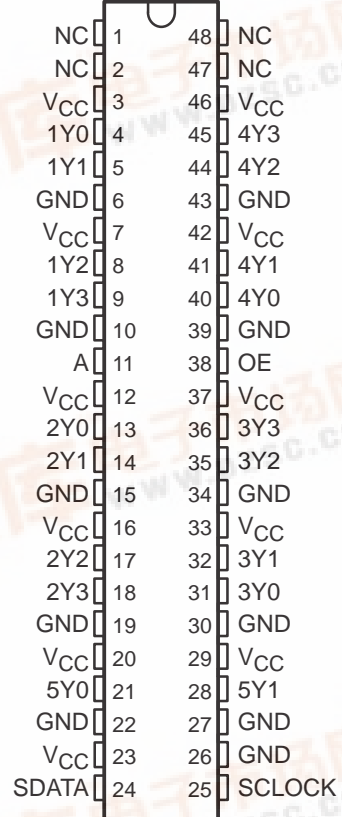 NC 1 48 NC
NC 2 47 NC
VCC 3 46 VCC
1Y0 4 45 4Y3
1Y1 5 44 4Y2
GND 6 43 GND
VCC 7 42 VCC
1Y2 8 41 4Y1
1Y3 9 40 4Y0
GND 10 39 GND
A 11 38 OE
VCC 12 37 VCC
2Y0 13 36 3Y3
2Y1 14 35 3Y2
GND 15 34 GND
VCC 16 33 VCC
2Y2 17 32 3Y1
2Y3 18 31 3Y0
GND 19 30 GND
VCC 20 29 VCC
5Y0 21 28 5Y1
GND 22 27 GND
VCC 23 26 GND
SDATA 24 25 SCLOCK